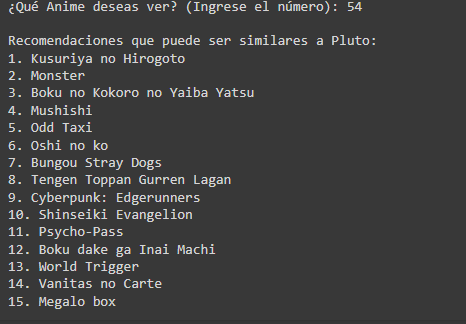 ¿Qué Anime deseas ver? (Ingrese el número): 54
Recomendaciones que puede ser similares a Pluto:
1. Kusuriya no Hirogoto
2. Monster
3. Boku no Kokoro no Yaiba Yatsu
4. Mushishi
5. Odd Taxi
6. Oshi no ko
7. Bungou Stray Dogs
8. Tengen Toppan Gurren Lagan
9. Cyberpunk: Edgerunners
10. Shinseiki Evangelion
11. Psycho-Pass
12. Boku dake ga Inai Machi
13. World Trigger
14. Vanitas no Carte
15. Megalo box